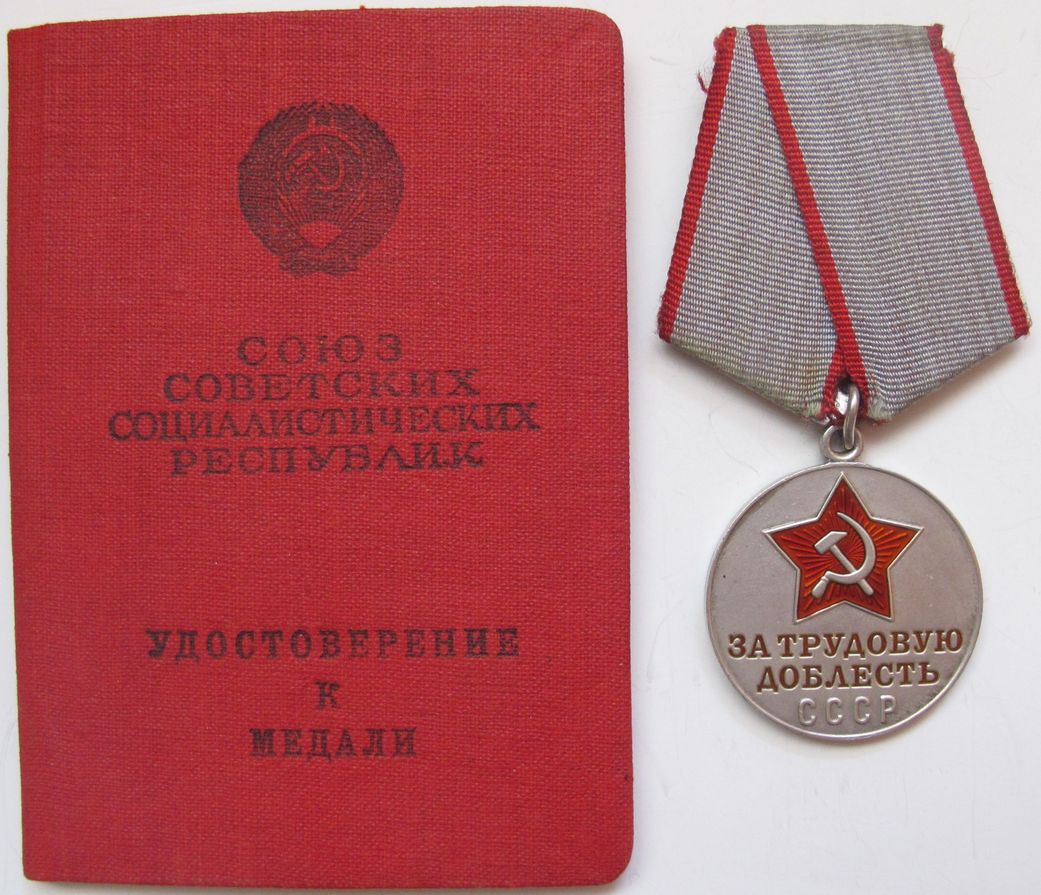 СОЮЗ
СОВЕТСКИХ
СОЦИАЛИСТИЧЕСКИХ
РЕСПУБЛИК
УДОСТОВЕРЕНИЕ
К
МЕДАЛИ
ЗА ТРУДОВУЮ
ДОБЛЕСТЬ
СССР